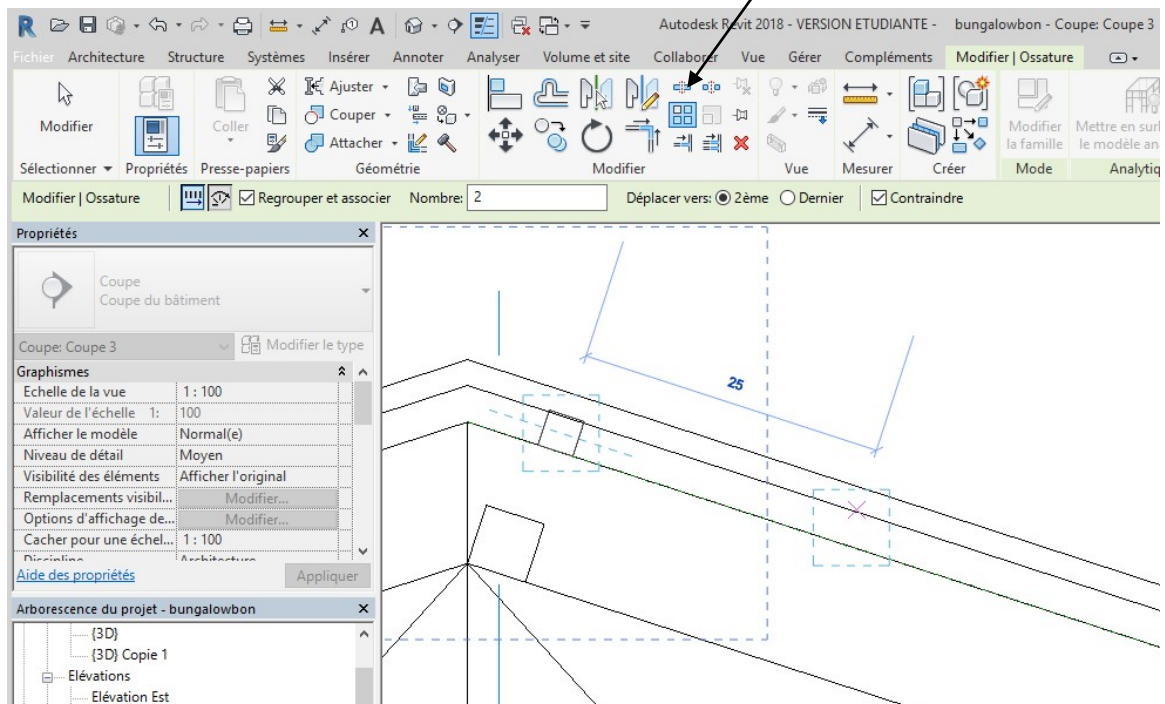 Autodesk Revit 2018 - VERSION ETUDIANTE - bungalowbon - Coupe: Coupe 3
Fichier Architecture Structure Systèmes Insérer Annoter Analyser Volume et site Collaborer Vue Gérer Compléments Modifier | Ossature
Ajuster
Couper
Attacher
Modifier
Coller
Modifier la famille
Mettre en
le modèle
Sélectionner Propriétés Presse-papiers Géométrie Modifier Vue Mesurer Créer Mode
Modifier | Ossature Regrouper et associer Nombre: 2 Déplacer vers: 2ème Dernier Contraindre
Propriétés
Coupe
Coupe du bâtiment
Coupe: Coupe 3 Modifier le type
Graphismes
Echelle de la vue 1 : 100
Valeur de l'échelle 1: 100
Afficher le modèle Normal(e)
Niveau de détail Moyen
Visibilité des éléments Afficher l'original
Remplacements visibil... Modifier...
Options d'affichage de... Modifier...
Cacher pour une échel... 1 : 100
Discipline Architecture
Aide des propriétés Appliquer
Arborescence du projet - bungalowbon
{3D}
{3D} Copie 1
Elévations
Elévation Est
25